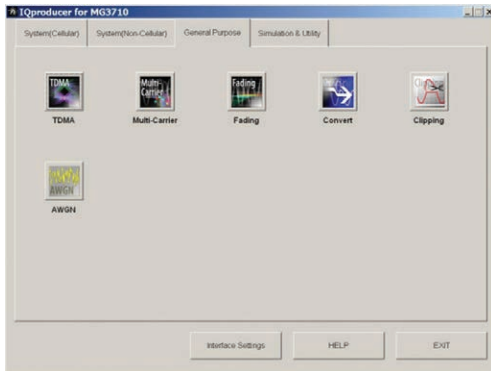 IQproducer for MG3710
System(Cellular) System(Non-Cellular) General Purpose Simulation & Utility
TDMA Multi-Carrier Fading
TDMA Multi-Carrier Fading Convert Clipping
AWGN
AWGN
Interface Settings HELP EXIT